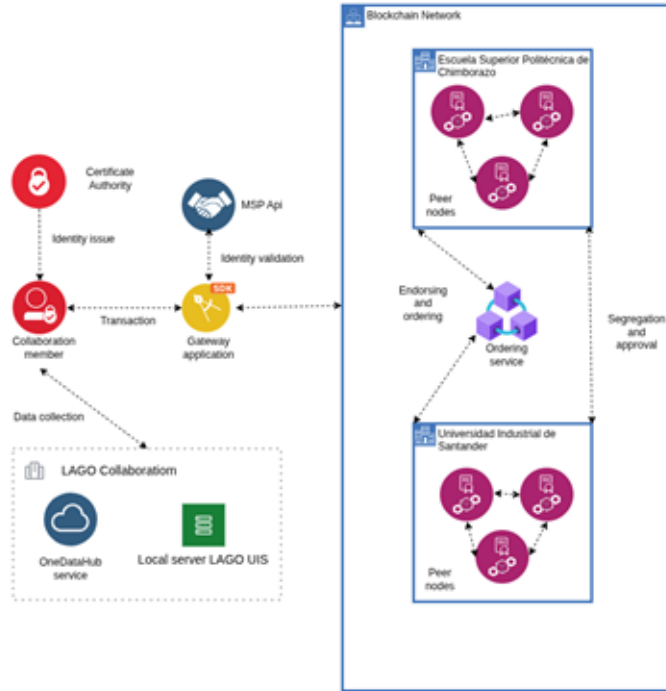 Blockchain Network
Escuela Superior Politécnica de
Chimborazo
Peer
nodes
Certificate
Authority
MSP Api
Identity issue
Identity validation
SDK
Transaction
Collaboration
member
Gateway
application
Endorsing
and
ordering
Ordering
service
Segregation
and
approval
Data collection
LAGO Collaboratiom
OneDataHub
service
Local server LAGO UIS
Universidad Industrial de
Santander
Peer
nodes